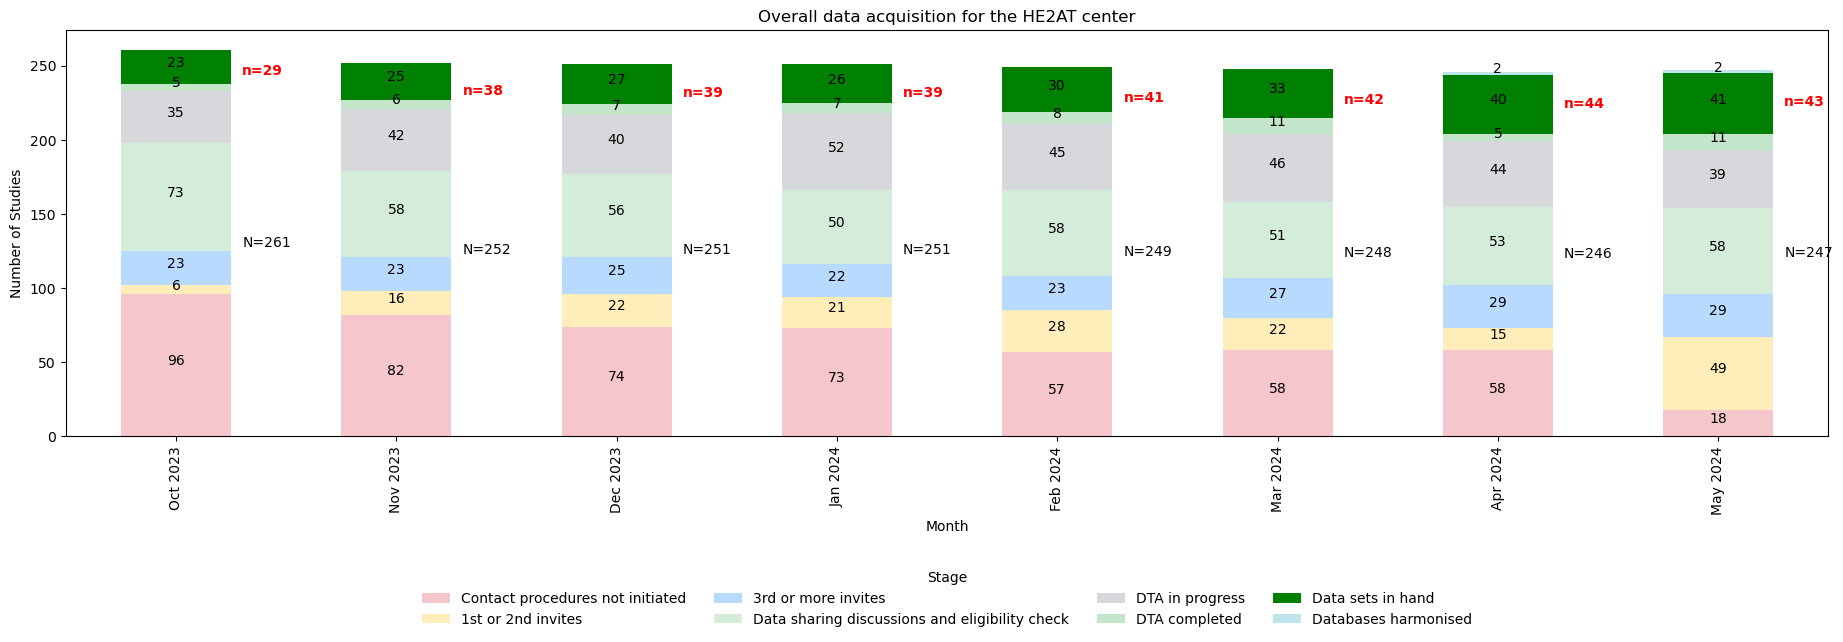 Overall data acquisition for the HE2AT center
Number of Studies
250
200
150
100
50
0
23
5
35
73
23
6
96
n=29
N=261
25
6
42
58
23
16
82
n=38
N=252
27
7
40
56
25
22
74
n=39
N=251
26
7
52
50
22
21
73
n=39
N=251
30
8
45
58
23
28
57
n=41
N=249
33
11
46
51
27
22
58
n=42
N=248
2
40
5
44
53
29
15
58
n=44
N=246
2
41
11
39
58
29
49
18
n=43
N=247
Oct 2023
Nov 2023
Dec 2023
Jan 2024
Feb 2024
Mar 2024
Apr 2024
May 2024
Month
Stage
Contact procedures not initiated
1st or 2nd invites
3rd or more invites
Data sharing discussions and eligibility check
DTA in progress
DTA completed
Data sets in hand
Databases harmonised